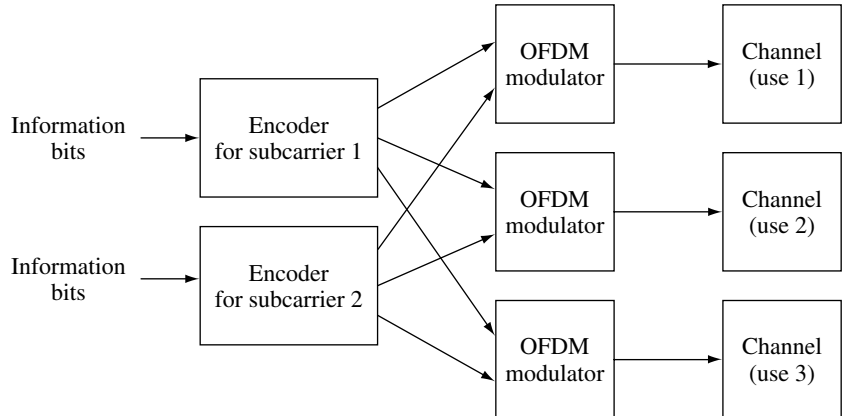 OFDM
modulator
Channel
(use 1)
Information
bits
Encoder
for subcarrier 1
OFDM
modulator
Channel
(use 2)
Information
bits
Encoder
for subcarrier 2
OFDM
modulator
Channel
(use 3)